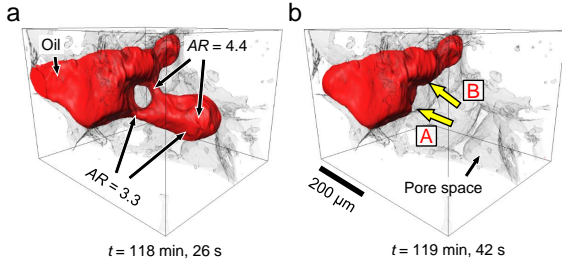 a
Oil
AR = 4.4
AR = 3.3
t = 118 min, 26 s
b
B
A
200 µm
Pore space
t = 119 min, 42 s